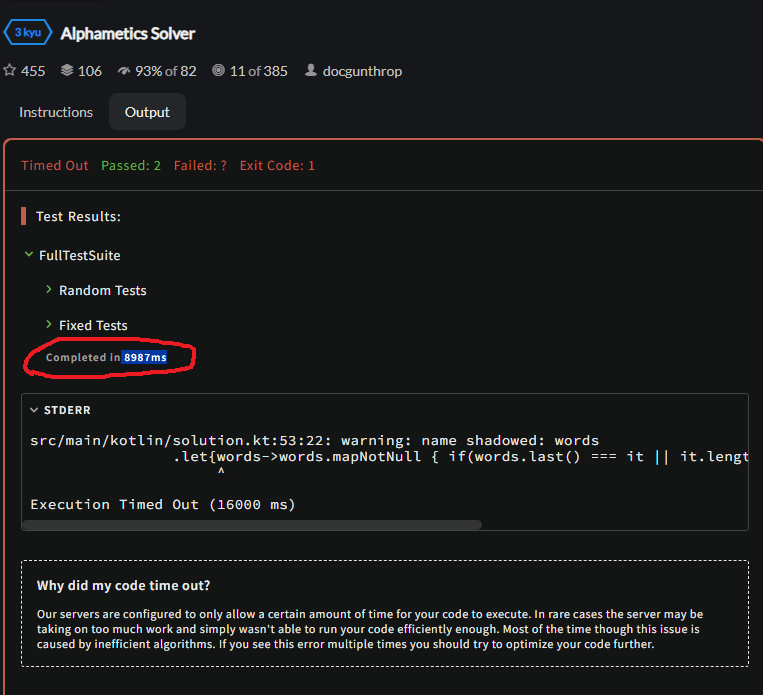 3 kyu Alphametics Solver
455 106 93% of 82 11 of 385 docgunthrop
Instructions Output
Timed Out Passed: 2 Failed: ? Exit Code: 1
Test Results:
FullTestSuite
Random Tests
Fixed Tests
Completed in 8987ms
STDERR
src/main/kotlin/solution.kt:53:22: warning: name shadowed: words
.let{words->words.mapNotNull { if(words.last() === it || it.lengt
^
Execution Timed Out (16000 ms)
Why did my code time out?
Our servers are configured to only allow a certain amount of time for your code to execute. In rare cases the server may be
taking on too much work and simply wasn't able to run your code efficiently enough. Most of the time though this issue is
caused by inefficient algorithms. If you see this error multiple times you should try to optimize your code further.